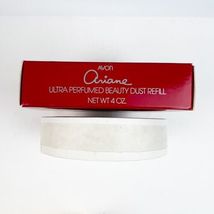 AVON
Ariane
ULTRA PERFUMED BEAUTY DUST REFILL
NET WT 4 OZ.